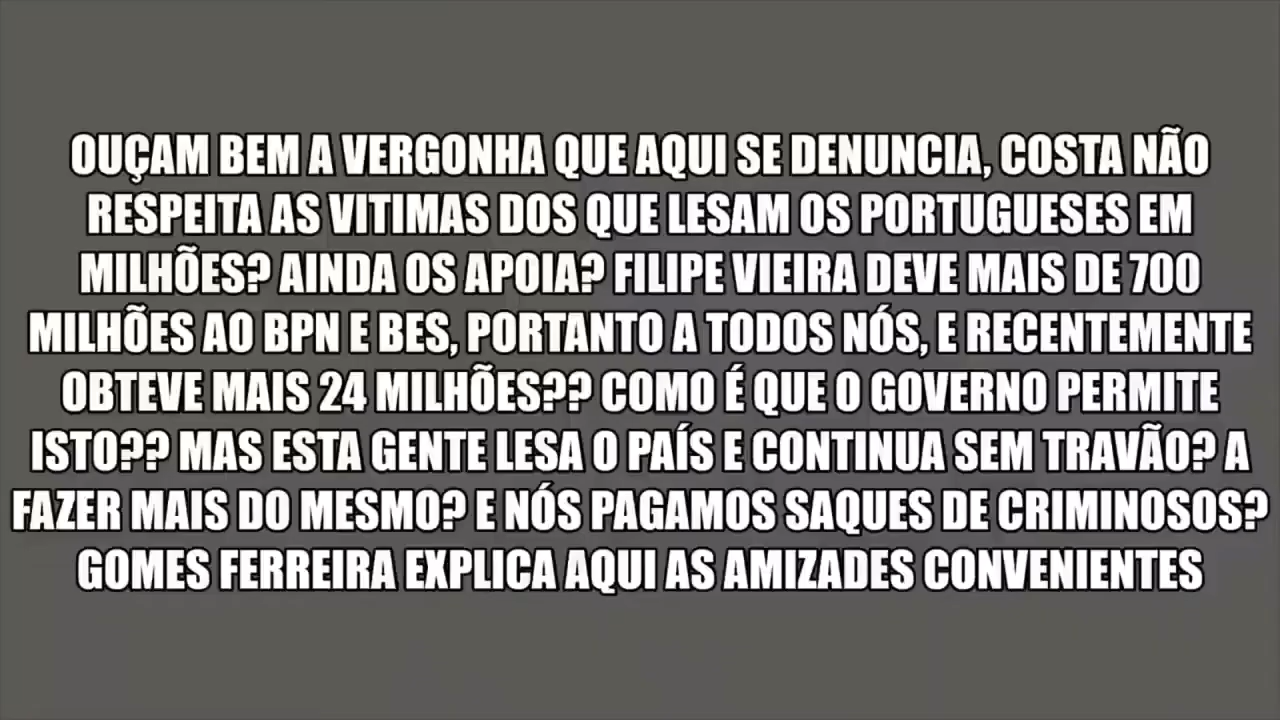 OUÇAM BEM A VERGONHA QUE AQUI SE DENUNCIA, COSTA NÃO
RESPEITA AS VITIMAS DOS QUE LESAM OS PORTUGUESES EM
MILHÕES? AINDA OS APOIA? FILIPE VIEIRA DEVE MAIS DE 700
MILHÕES AO BPN E BES, PORTANTO A TODOS NÓS, E RECENTEMENTE
OBTEVE MAIS 24 MILHÕES?? COMO É QUE O GOVERNO PERMITE
ISTO?? MAS ESTA GENTE LESA O PAÍS E CONTINUA SEM TRAVÃO? A
FAZER MAIS DO MESMO? E NÓS PAGAMOS SAQUES DE CRIMINOSOS?
GOMES FERREIRA EXPLICA AQUI AS AMIZADES CONVENIENTES